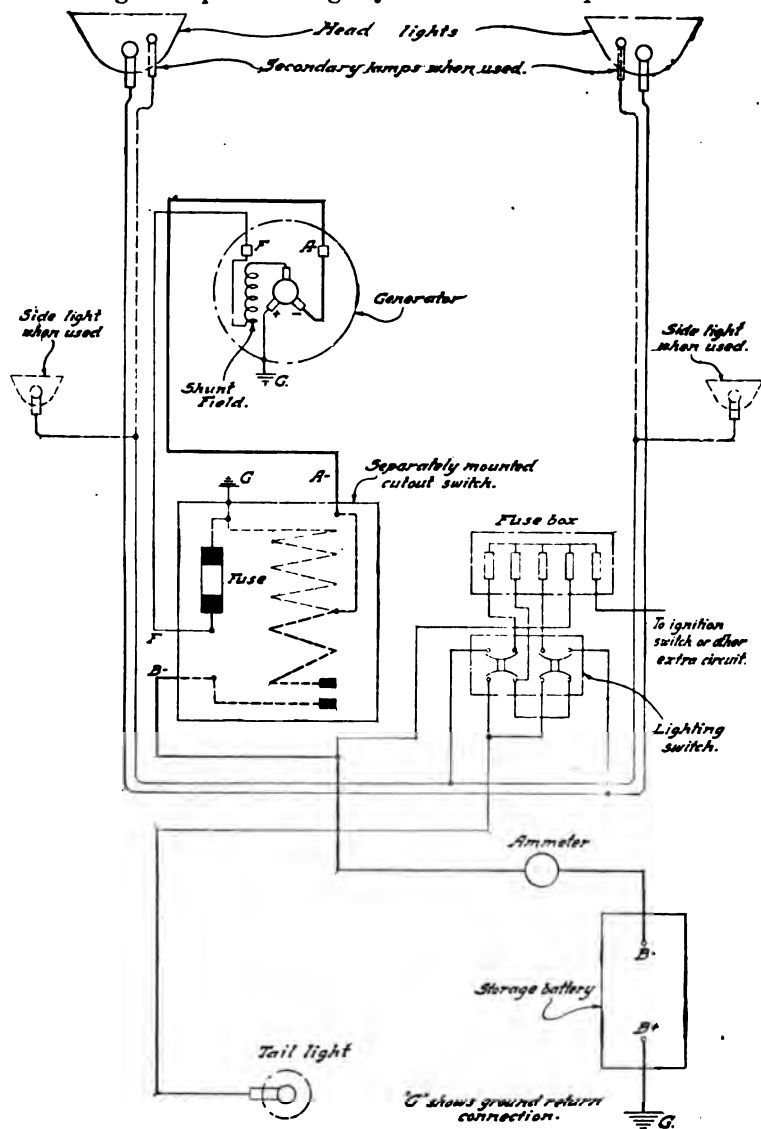 Head lights
Secondary lamps when used.
F
A-
+
-
Generator
Side light
when used
Side light
when used.
Shunt
Field.
G.
G
A-
Separately mounted
cutout switch.
Fuse box
Fuse
To ignition
switch or other
extra circuit.
F
B-
Lighting
switch.
Ammeter
B-
Storage battery
B+
Tail light
"G" shows ground return
connection.
G.